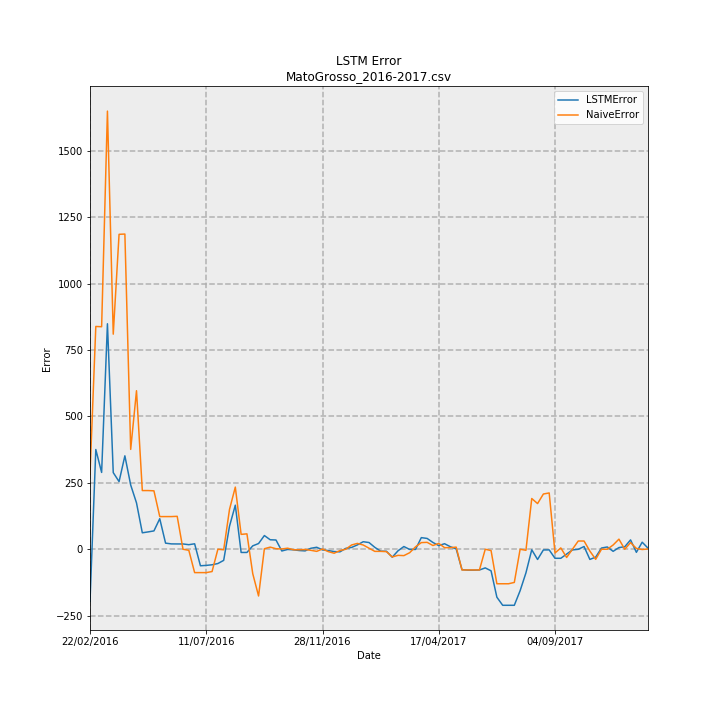 LSTM Error
MatoGrosso_2016-2017.csv
LSTMError
NaiveError
1500
1250
1000
750
500
250
0
−250
Error
22/02/2016
11/07/2016
28/11/2016
17/04/2017
04/09/2017
Date